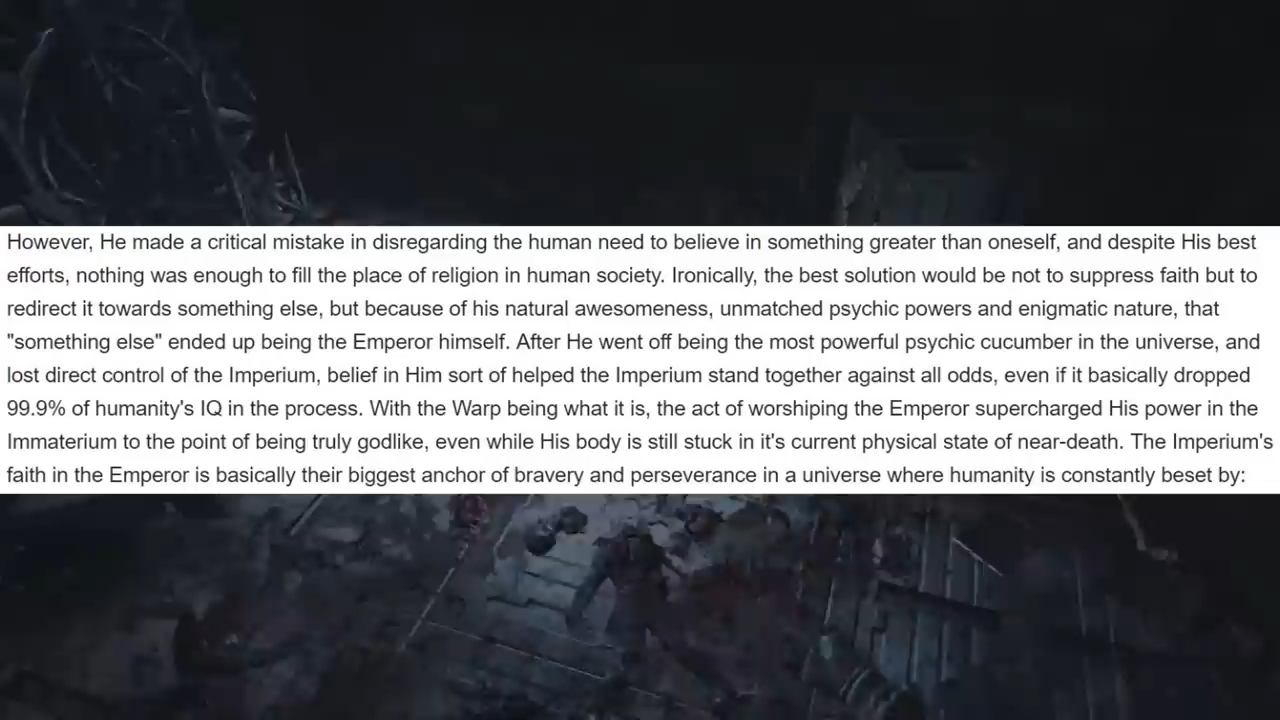 However, He made a critical mistake in disregarding the human need to believe in something greater than oneself, and despite His best
efforts, nothing was enough to fill the place of religion in human society. Ironically, the best solution would be not to suppress faith but to
redirect it towards something else, but because of his natural awesomeness, unmatched psychic powers and enigmatic nature, that
"something else" ended up being the Emperor himself. After He went off being the most powerful psychic cucumber in the universe, and
lost direct control of the Imperium, belief in Him sort of helped the Imperium stand together against all odds, even if it basically dropped
99.9% of humanity's IQ in the process. With the Warp being what it is, the act of worshiping the Emperor supercharged His power in the
Immaterium to the point of being truly godlike, even while His body is still stuck in it's current physical state of near-death. The Imperium's
faith in the Emperor is basically their biggest anchor of bravery and perseverance in a universe where humanity is constantly beset by: